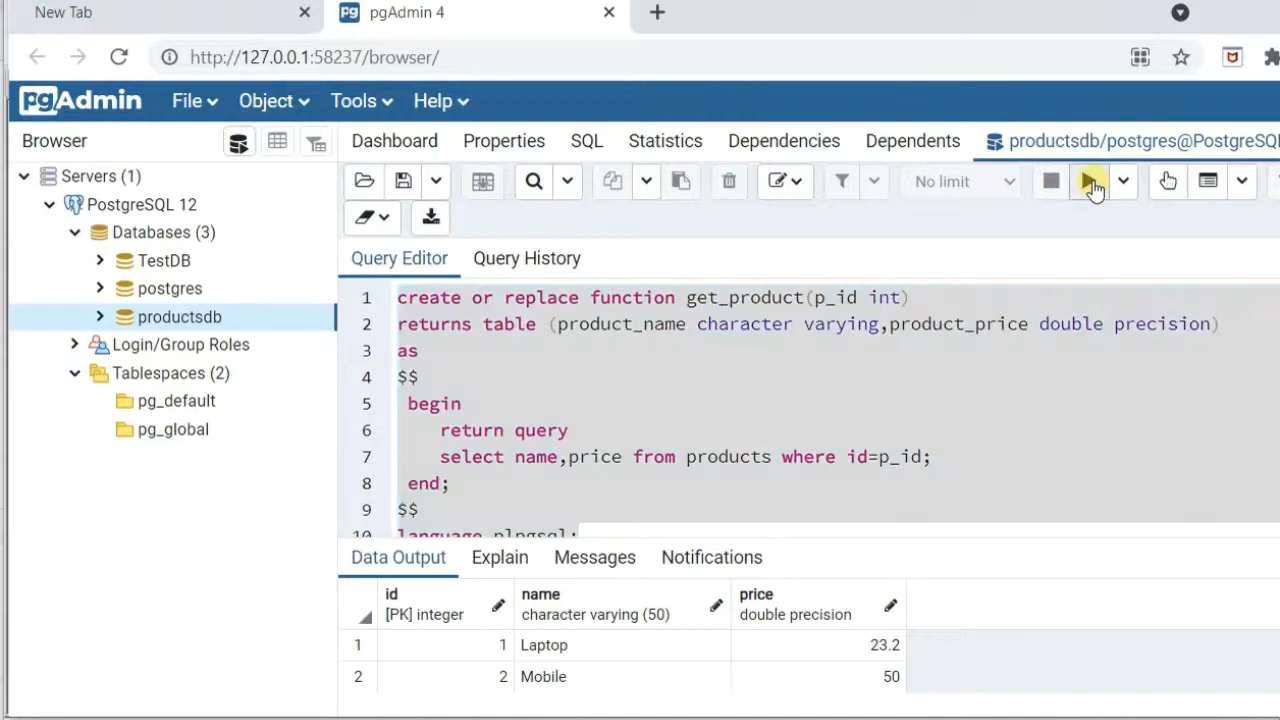 New Tab
pgAdmin 4
http://127.0.0.1:58237/browser/
pgAdmin File Object Tools Help
Browser
Dashboard Properties SQL Statistics Dependencies Dependents productsdb/postgres@PostgreSQL
Servers (1)
PostgreSQL 12
Databases (3)
TestDB
postgres
productsdb
Login/Group Roles
Tablespaces (2)
pg_default
pg_global
No limit
Query Editor Query History
1 create or replace function get_product(p_id int)
2 returns table (product_name character varying,product_price double precision)
3 as
4 $$
5 begin
6 return query
7 select name,price from products where id=p_id;
8 end;
9 $$
10 language plpgsql;
Data Output Explain Messages Notifications
id name price
[PK] integer character varying (50) double precision
1 1 Laptop 23.2
2 2 Mobile 50